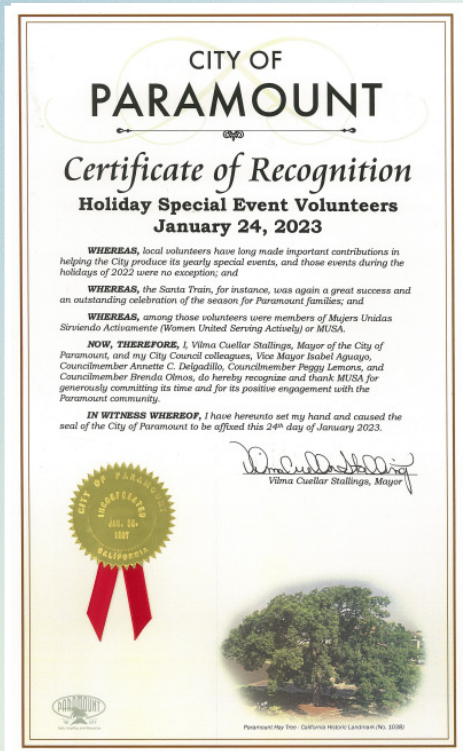 CITY OF
PARAMOUNT
Certificate of Recognition
Holiday Special Event Volunteers
January 24, 2023
WHEREAS, local volunteers have long made important contributions in
helping the City produce its yearly special events, and those events during the
holidays of 2022 were no exception; and
WHEREAS, the Santa Train, for instance, was again a great success and
an outstanding celebration of the season for Paramount families; and
WHEREAS, among those volunteers were members of Mujers Unidas
Sirviendo Activamente (Women United Serving Actively) or MUSA.
NOW, THEREFORE, I, Vilma Cuellar Stallings, Mayor of the City of
Paramount, and my City Council colleagues, Vice Mayor Isabel Aguayo,
Councilmember Annette C. Delgadillo, Councilmember Peggy Lemons, and
Councilmember Brenda Olmos, do hereby recognize and thank MUSA for
generously committing its time and for its positive engagement with the
Paramount community.
IN WITNESS WHEREOF, I have hereunto set my hand and caused the
seal of the City of Paramount to be affixed this 24th day of January 2023.
Vilma Cuellar Stallings
Vilma Cuellar Stallings, Mayor
CITY OF PARAMOUNT
INCORPORATED
JAN. 30,
1957
CALIFORNIA
PARAMOUNT
Paramount Hay Tree - California Historic Landmark (No. 1038)